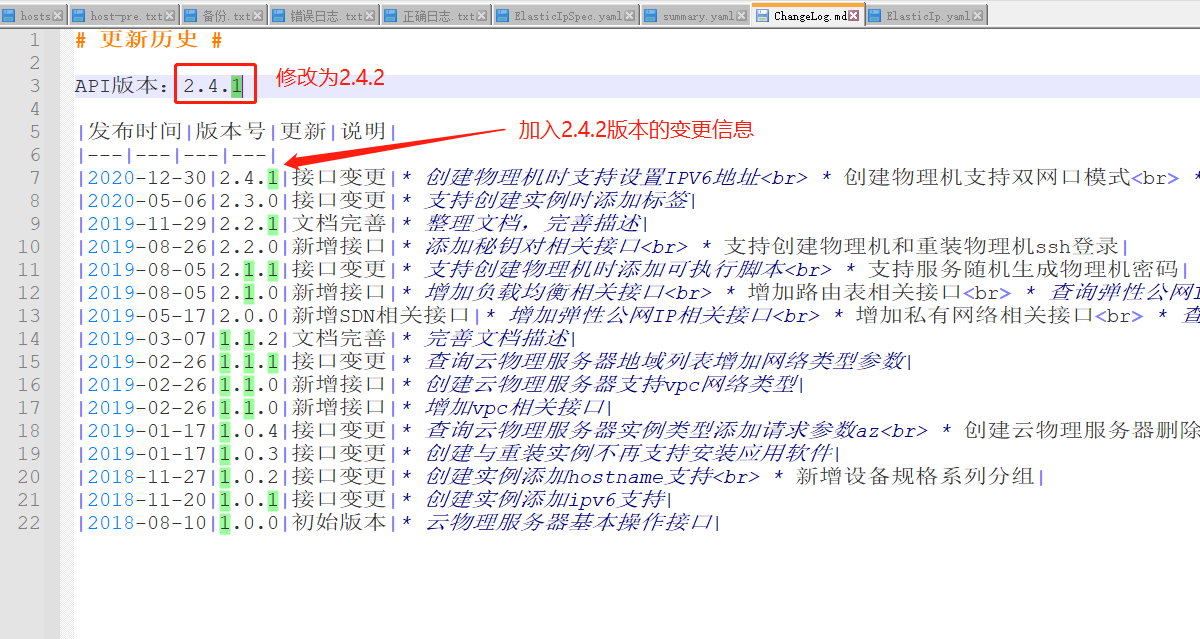 hosts
host-pre.txt
备份.txt
错误日志.txt
正确日志.txt
ElasticIpSpec.yaml
summary.yaml
ChangeLog.md
ElasticIp.yaml
1 # 更新历史 #
2
3 API版本：2.4.1
修改为2.4.2
4
加入2.4.2版本的变更信息
5 |发布时间|版本号|更新|说明|
6 |---|---|---|---|
7 |2020-12-30|2.4.1|接口变更|* 创建物理机时支持设置IPV6地址<br> * 创建物理机支持双网口模式<br> *
8 |2020-05-06|2.3.0|接口变更|* 支持创建实例时添加标签|
9 |2019-11-29|2.2.1|文档完善|* 整理文档，完善描述|
10 |2019-08-26|2.2.0|新增接口|* 添加秘钥对相关接口<br> * 支持创建物理机和重装物理机ssh登录|
11 |2019-08-05|2.1.1|接口变更|* 支持创建物理机时添加可执行脚本<br> * 支持服务随机生成物理机密码|
12 |2019-08-05|2.1.0|新增接口|* 增加负载均衡相关接口<br> * 增加路由表相关接口<br> * 查询弹性公网I
13 |2019-05-17|2.0.0|新增SDN相关接口|* 增加弹性公网IP相关接口<br> * 增加私有网络相关接口<br> * 查
14 |2019-03-07|1.1.2|文档完善|* 完善文档描述|
15 |2019-02-26|1.1.1|接口变更|* 查询云物理服务器地域列表增加网络类型参数|
16 |2019-02-26|1.1.0|新增接口|* 创建云物理服务器支持vpc网络类型|
17 |2019-02-26|1.1.0|新增接口|* 增加vpc相关接口|
18 |2019-01-17|1.0.4|接口变更|* 查询云物理服务器实例类型添加请求参数az<br> * 创建云物理服务器删除
19 |2019-01-17|1.0.3|接口变更|* 创建与重装实例不再支持安装应用软件|
20 |2018-11-27|1.0.2|接口变更|* 创建实例添加hostname支持<br> * 新增设备规格系列分组|
21 |2018-11-20|1.0.1|接口变更|* 创建实例添加ipv6支持|
22 |2018-08-10|1.0.0|初始版本|* 云物理服务器基本操作接口|